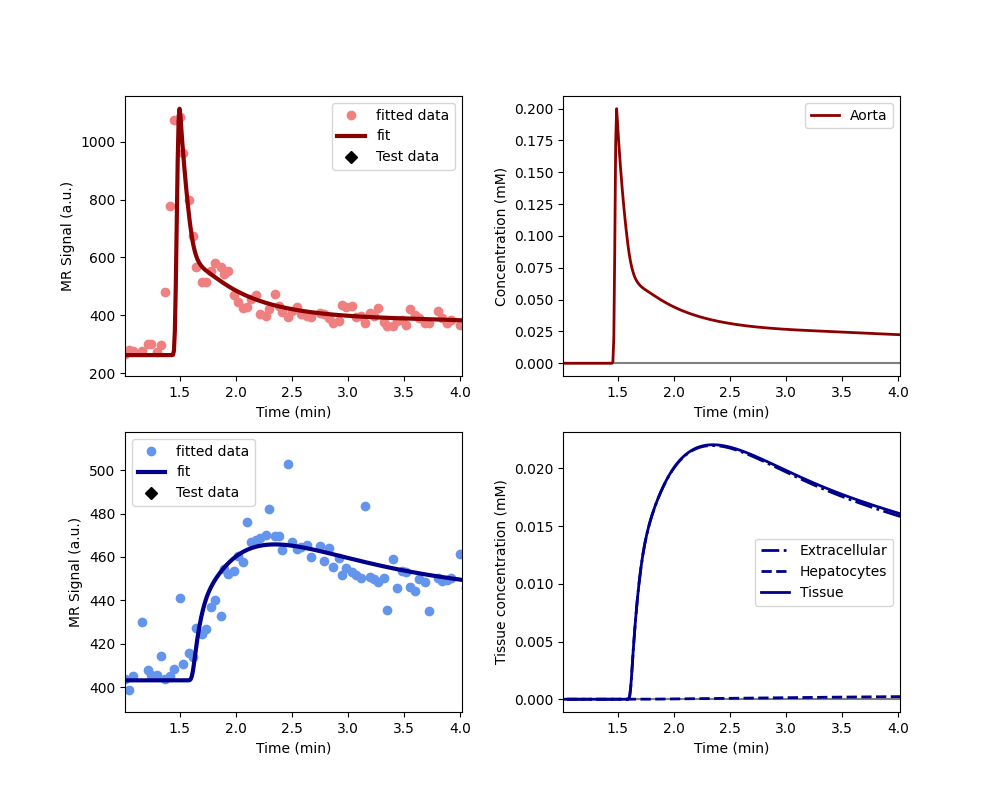 MR Signal (a.u.)
1000
800
600
400
200
fitted data
fit
Test data
1.5 2.0 2.5 3.0 3.5 4.0
Time (min)
Concentration (mM)
0.200
0.175
0.150
0.125
0.100
0.075
0.050
0.025
0.000
Aorta
1.5 2.0 2.5 3.0 3.5 4.0
Time (min)
MR Signal (a.u.)
500
480
460
440
420
400
fitted data
fit
Test data
1.5 2.0 2.5 3.0 3.5 4.0
Time (min)
Tissue concentration (mM)
0.020
0.015
0.010
0.005
0.000
Extracellular
Hepatocytes
Tissue
1.5 2.0 2.5 3.0 3.5 4.0
Time (min)